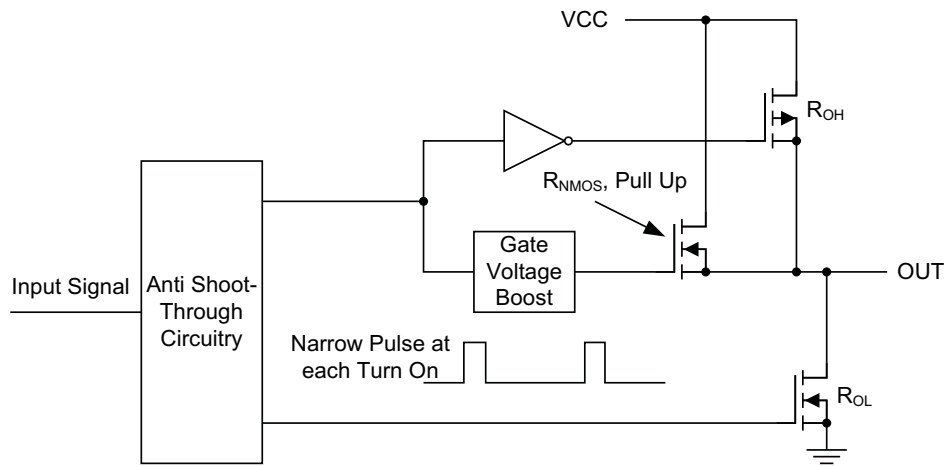 VCC
R_OH
R_NMOS, Pull Up
Gate
Voltage
Boost
OUT
Input Signal
Anti Shoot-
Through
Circuitry
Narrow Pulse at
each Turn On
R_OL